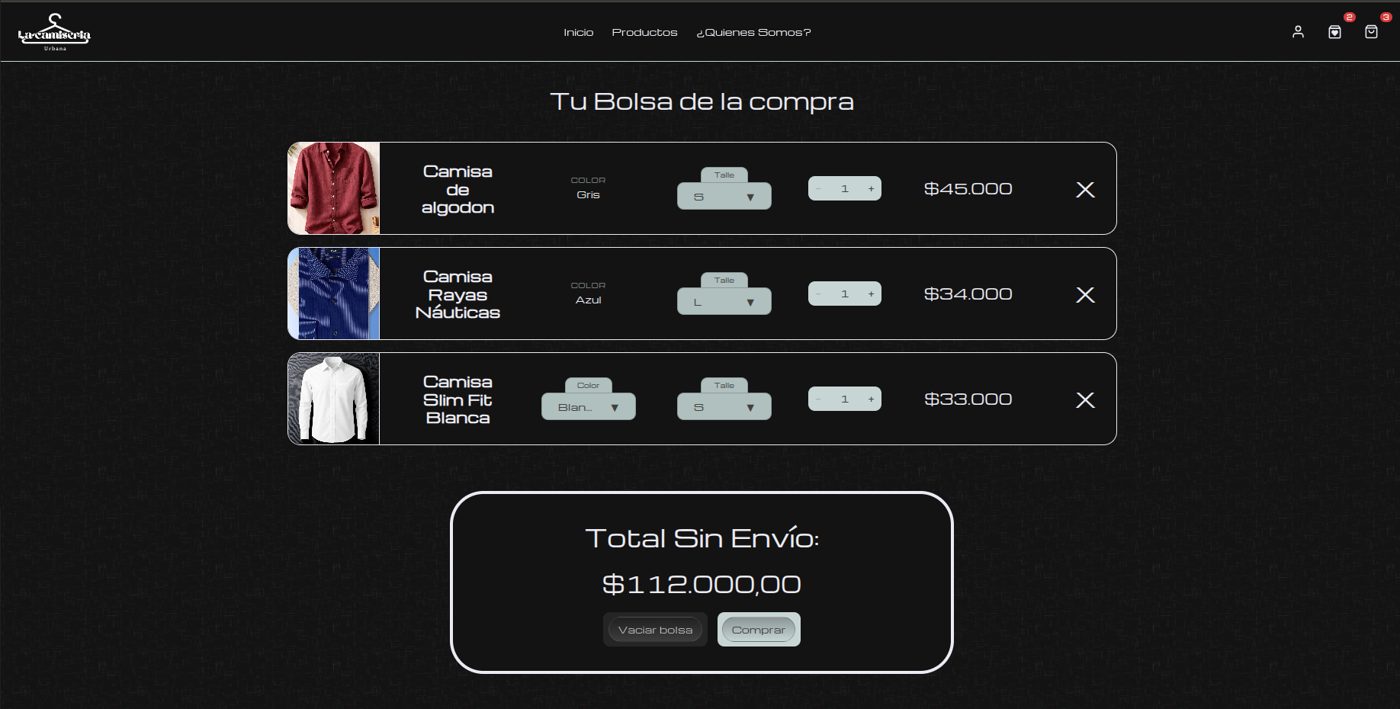 La camiseria
Urbana
Inicio Productos ¿Quienes Somos?
2 3
Tu Bolsa de la compra
Camisa
de
algodon
COLOR
Gris
Talle
S ▼
- 1 +
$45.000
Camisa
Rayas
Náuticas
COLOR
Azul
Talle
L ▼
- 1 +
$34.000
Camisa
Slim Fit
Blanca
Color
Blan... ▼
Talle
S ▼
- 1 +
$33.000
Total Sin Envío:
$112.000,00
Vaciar bolsa Comprar